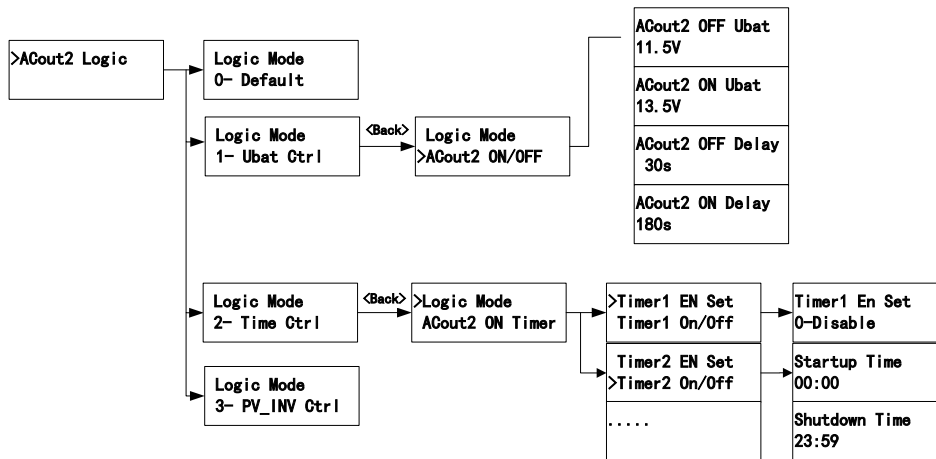 >ACout2 Logic
Logic Mode
0- Default
Logic Mode
1- Ubat Ctrl
<Back>
Logic Mode
>ACout2 ON/OFF
ACout2 OFF Ubat
11.5V
ACout2 ON Ubat
13.5V
ACout2 OFF Delay
30s
ACout2 ON Delay
180s
Logic Mode
2- Time Ctrl
<Back>
>Logic Mode
ACout2 ON Timer
>Timer1 EN Set
Timer1 On/Off
Timer2 EN Set
>Timer2 On/Off
.....
Timer1 En Set
0-Disable
Startup Time
00:00
Shutdown Time
23:59
Logic Mode
3- PV_INV Ctrl